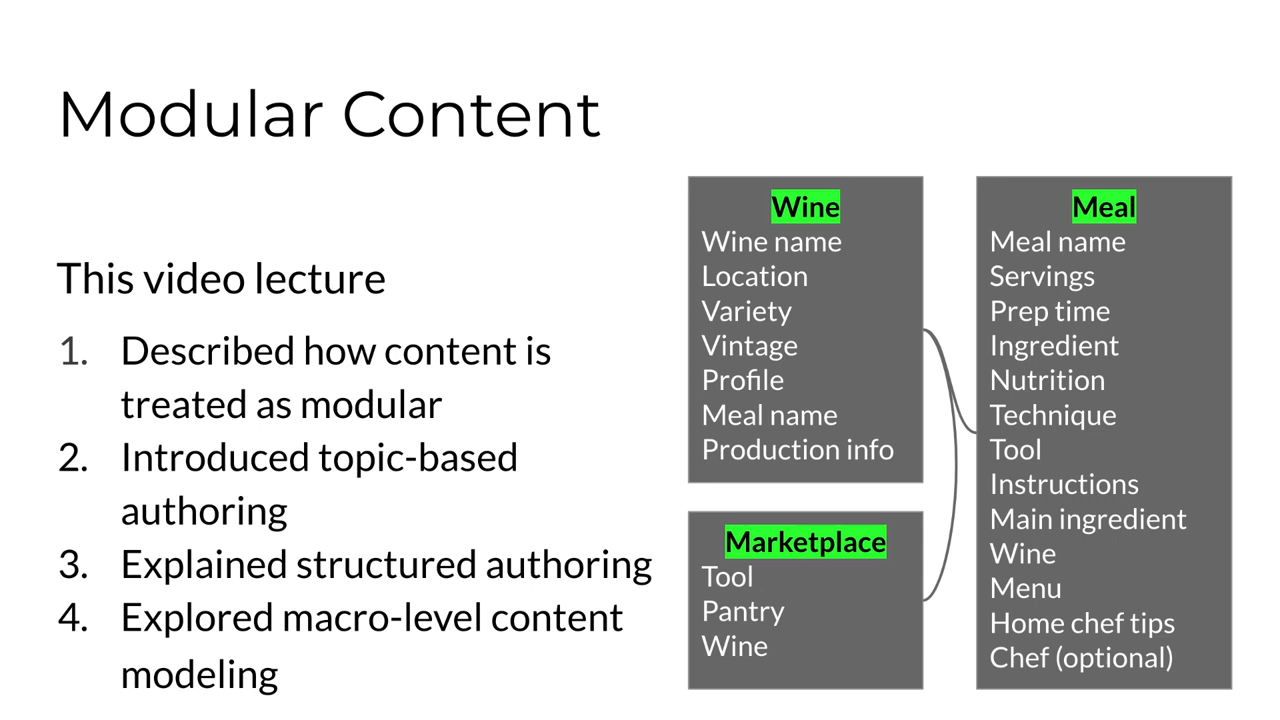 Modular Content
This video lecture
1. Described how content is
treated as modular
2. Introduced topic-based
authoring
3. Explained structured authoring
4. Explored macro-level content
modeling
Wine
Wine name
Location
Variety
Vintage
Profile
Meal name
Production info
Marketplace
Tool
Pantry
Wine
Meal
Meal name
Servings
Prep time
Ingredient
Nutrition
Technique
Tool
Instructions
Main ingredient
Wine
Menu
Home chef tips
Chef (optional)